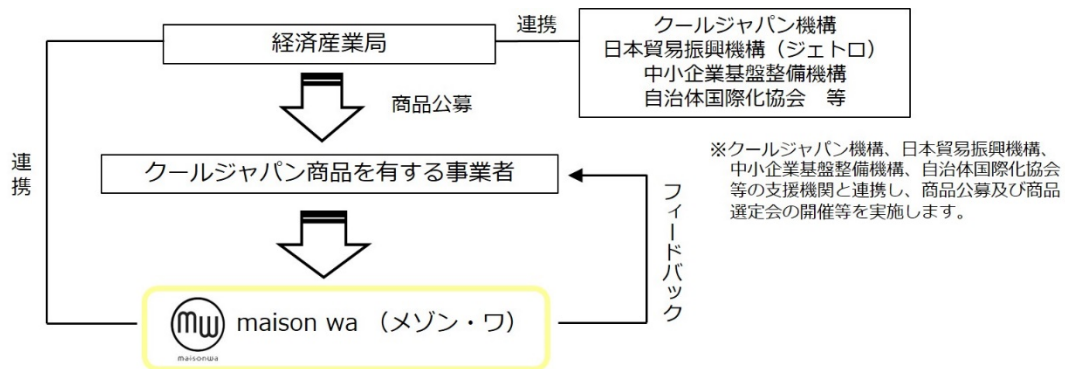 経済産業局
連携
クールジャパン機構
日本貿易振興機構（ジェトロ）
中小企業基盤整備機構
自治体国際化協会　等
商品公募
連携
クールジャパン商品を有する事業者
フィードバック
※クールジャパン機構、日本貿易振興機構、
中小企業基盤整備機構、自治体国際化協会
等の支援機関と連携し、商品公募及び商品
選定会の開催等を実施します。
mw
maisonwa
maison wa （メゾン・ワ）